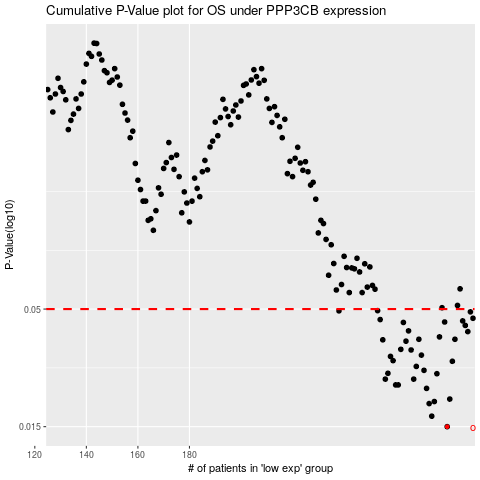 Cumulative P-Value plot for OS under PPP3CB expression
P-Value(log10)
0.05
0.015
120 140 160 180
# of patients in 'low exp' group